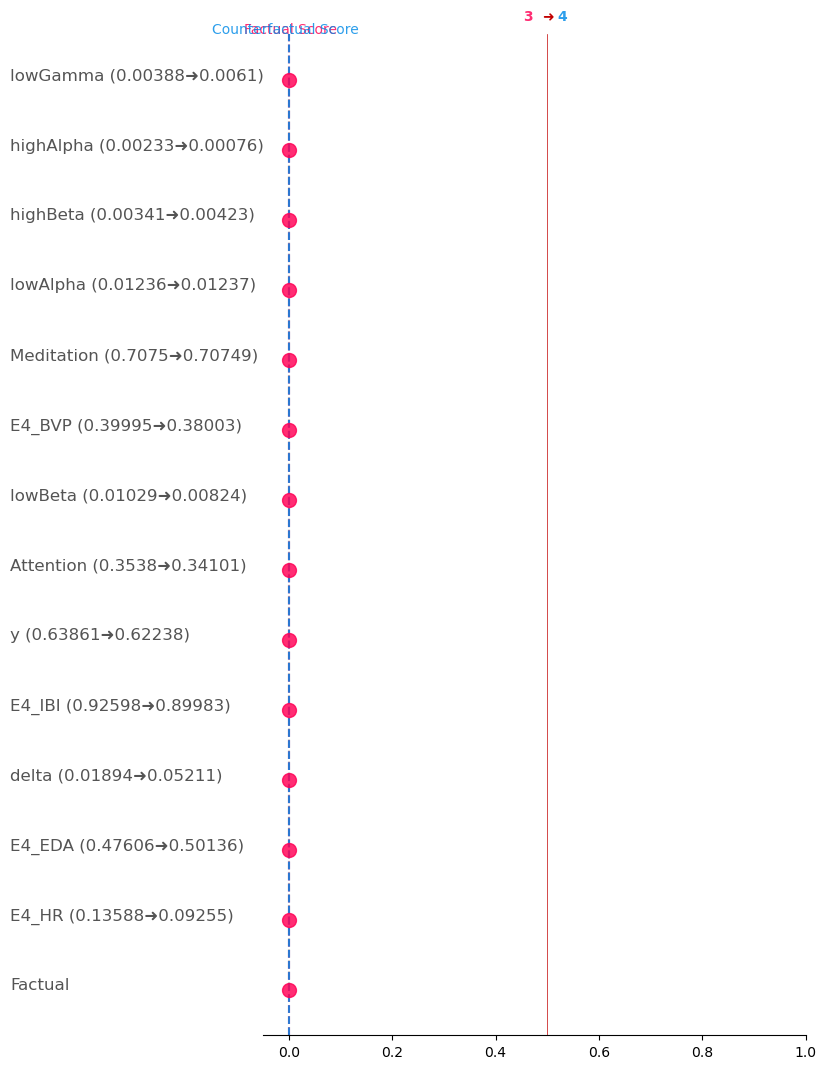 3 ➜ 4
Counterfactual Score
Factual Score
lowGamma (0.00388➜0.0061)
highAlpha (0.00233➜0.00076)
highBeta (0.00341➜0.00423)
lowAlpha (0.01236➜0.01237)
Meditation (0.7075➜0.70749)
E4_BVP (0.39995➜0.38003)
lowBeta (0.01029➜0.00824)
Attention (0.3538➜0.34101)
y (0.63861➜0.62238)
E4_IBI (0.92598➜0.89983)
delta (0.01894➜0.05211)
E4_EDA (0.47606➜0.50136)
E4_HR (0.13588➜0.09255)
Factual
0.0 0.2 0.4 0.6 0.8 1.0